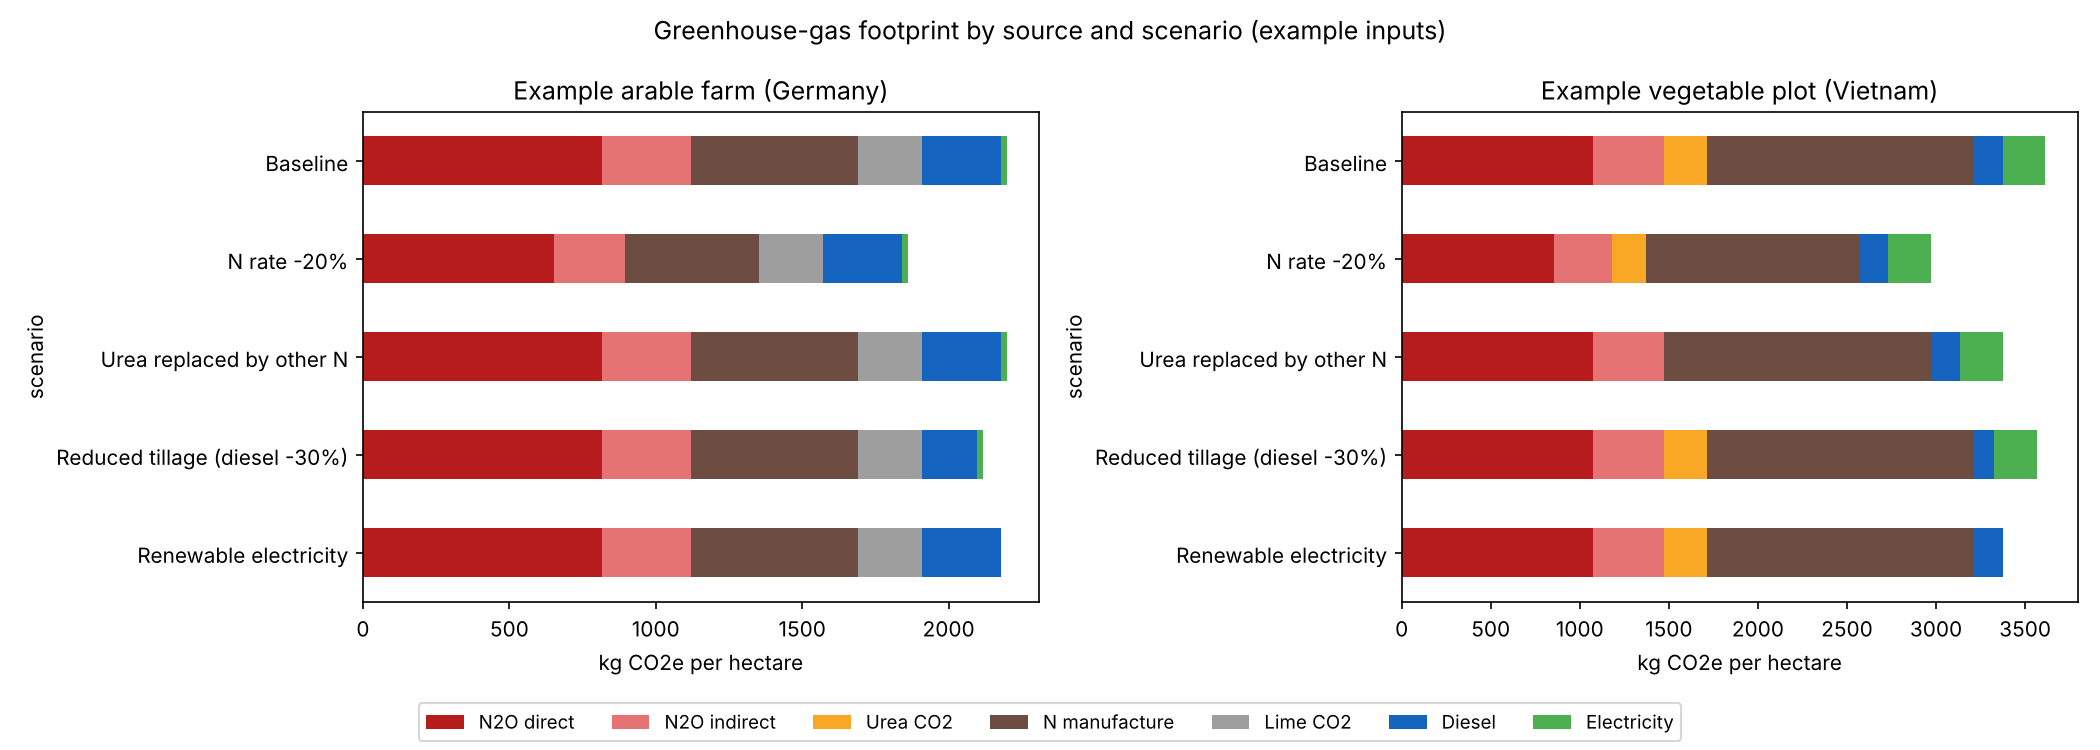 Greenhouse-gas footprint by source and scenario (example inputs)
Example arable farm (Germany)
scenario
Baseline
N rate -20%
Urea replaced by other N
Reduced tillage (diesel -30%)
Renewable electricity
0 500 1000 1500 2000
kg CO2e per hectare
Example vegetable plot (Vietnam)
scenario
Baseline
N rate -20%
Urea replaced by other N
Reduced tillage (diesel -30%)
Renewable electricity
0 500 1000 1500 2000 2500 3000 3500
kg CO2e per hectare
N2O direct N2O indirect Urea CO2 N manufacture Lime CO2 Diesel Electricity